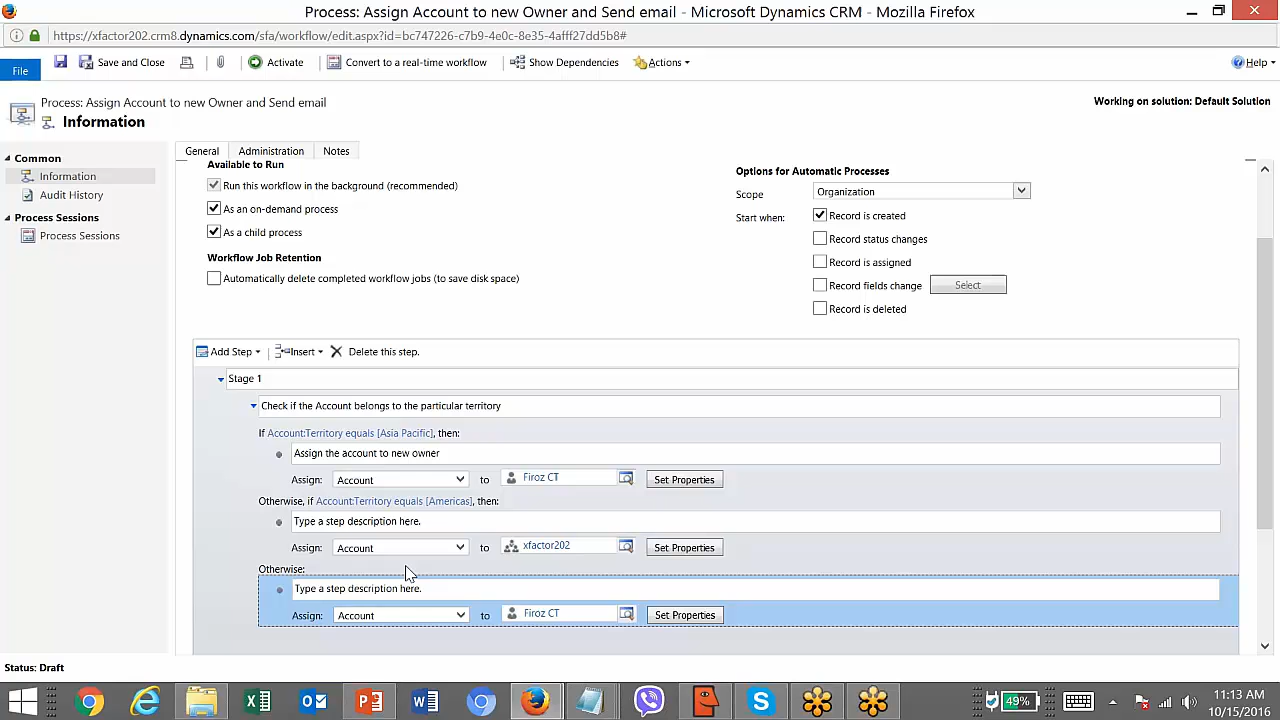 Process: Assign Account to new Owner and Send email - Microsoft Dynamics CRM - Mozilla Firefox
https://xfactor202.crm8.dynamics.com/sfa/workflow/edit.aspx?id=bc747226-c7b9-4e0c-8e35-4afff27dd5b8#
File Save and Close Activate Convert to a real-time workflow Show Dependencies Actions Help
Process: Assign Account to new Owner and Send email
Information
Working on solution: Default Solution
Common
Information
Audit History
Process Sessions
Process Sessions
General Administration Notes
Available to Run
Run this workflow in the background (recommended)
As an on-demand process
As a child process
Workflow Job Retention
Automatically delete completed workflow jobs (to save disk space)
Options for Automatic Processes
Scope Organization
Start when: Record is created
Record status changes
Record is assigned
Record fields change Select
Record is deleted
Add Step Insert Delete this step.
Stage 1
Check if the Account belongs to the particular territory
If Account:Territory equals [Asia Pacific], then:
Assign the account to new owner
Assign: Account to Firoz CT Set Properties
Otherwise, if Account:Territory equals [Americas], then:
Type a step description here.
Assign: Account to xfactor202 Set Properties
Otherwise:
Type a step description here.
Assign: Account to Firoz CT Set Properties
Status: Draft
49%
11:13 AM
10/15/2016